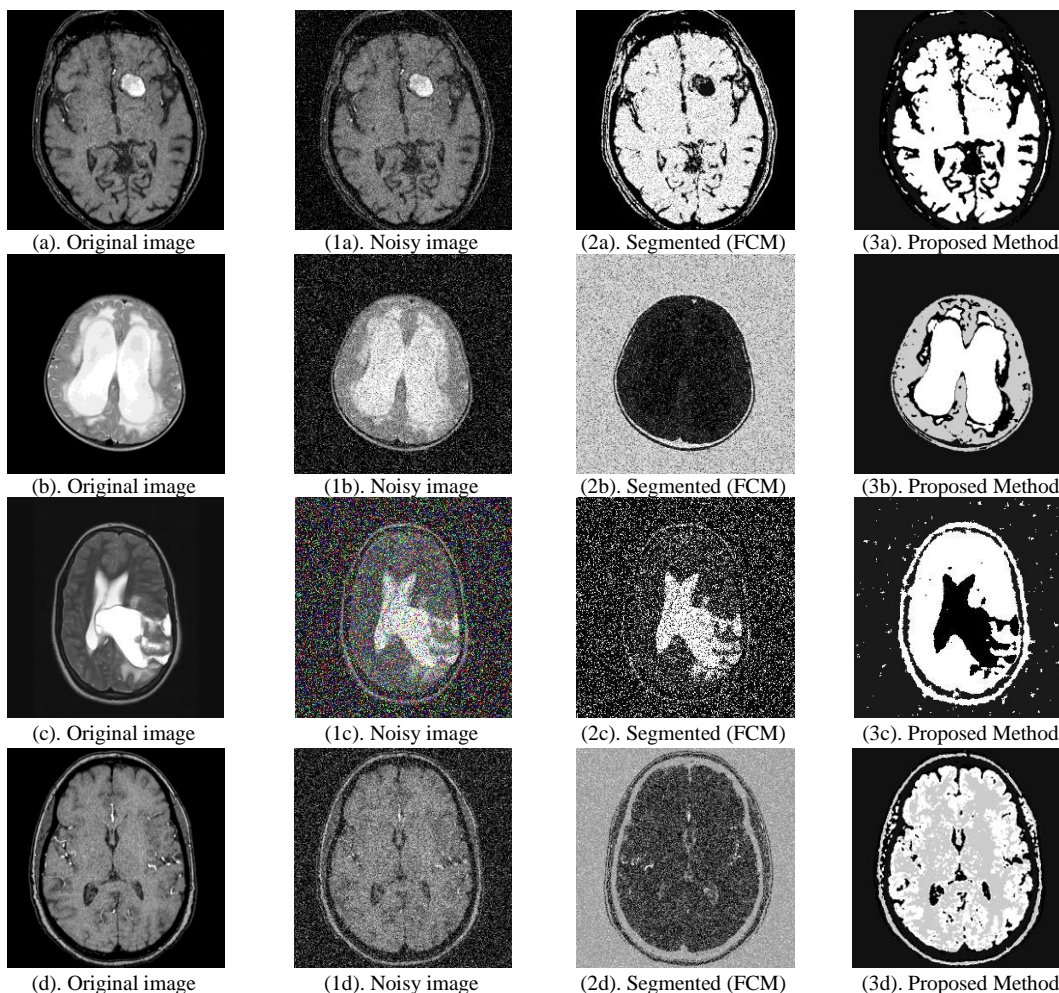 (a). Original image
(1a). Noisy image
(2a). Segmented (FCM)
(3a). Proposed Method
(b). Original image
(1b). Noisy image
(2b). Segmented (FCM)
(3b). Proposed Method
(c). Original image
(1c). Noisy image
(2c). Segmented (FCM)
(3c). Proposed Method
(d). Original image
(1d). Noisy image
(2d). Segmented (FCM)
(3d). Proposed Method